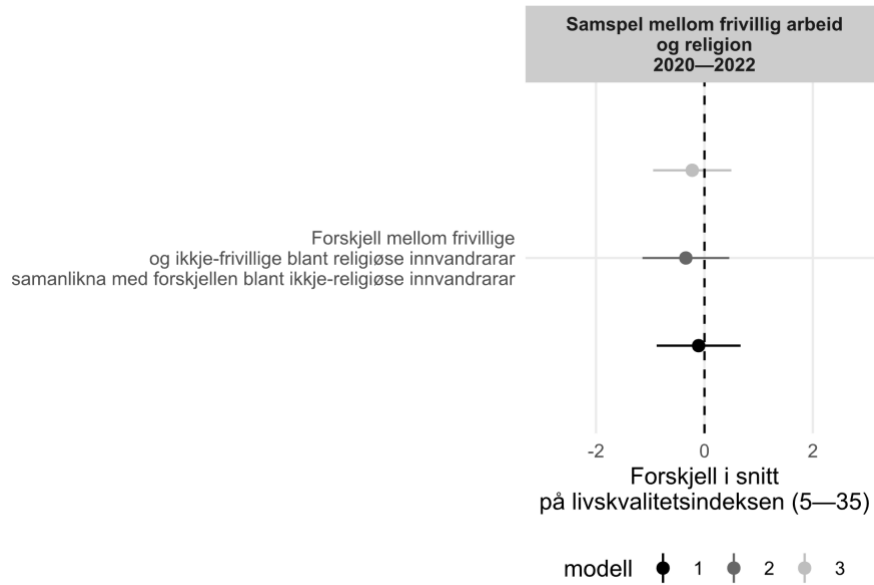 Samspel mellom frivillig arbeid
og religion
2020—2022
Forskjell mellom frivillige
og ikkje-frivillige blant religiøse innvandrarar
samanlikna med forskjellen blant ikkje-religiøse innvandrarar
-2 0 2
Forskjell i snitt
på livskvalitetsindeksen (5—35)
modell 1 2 3